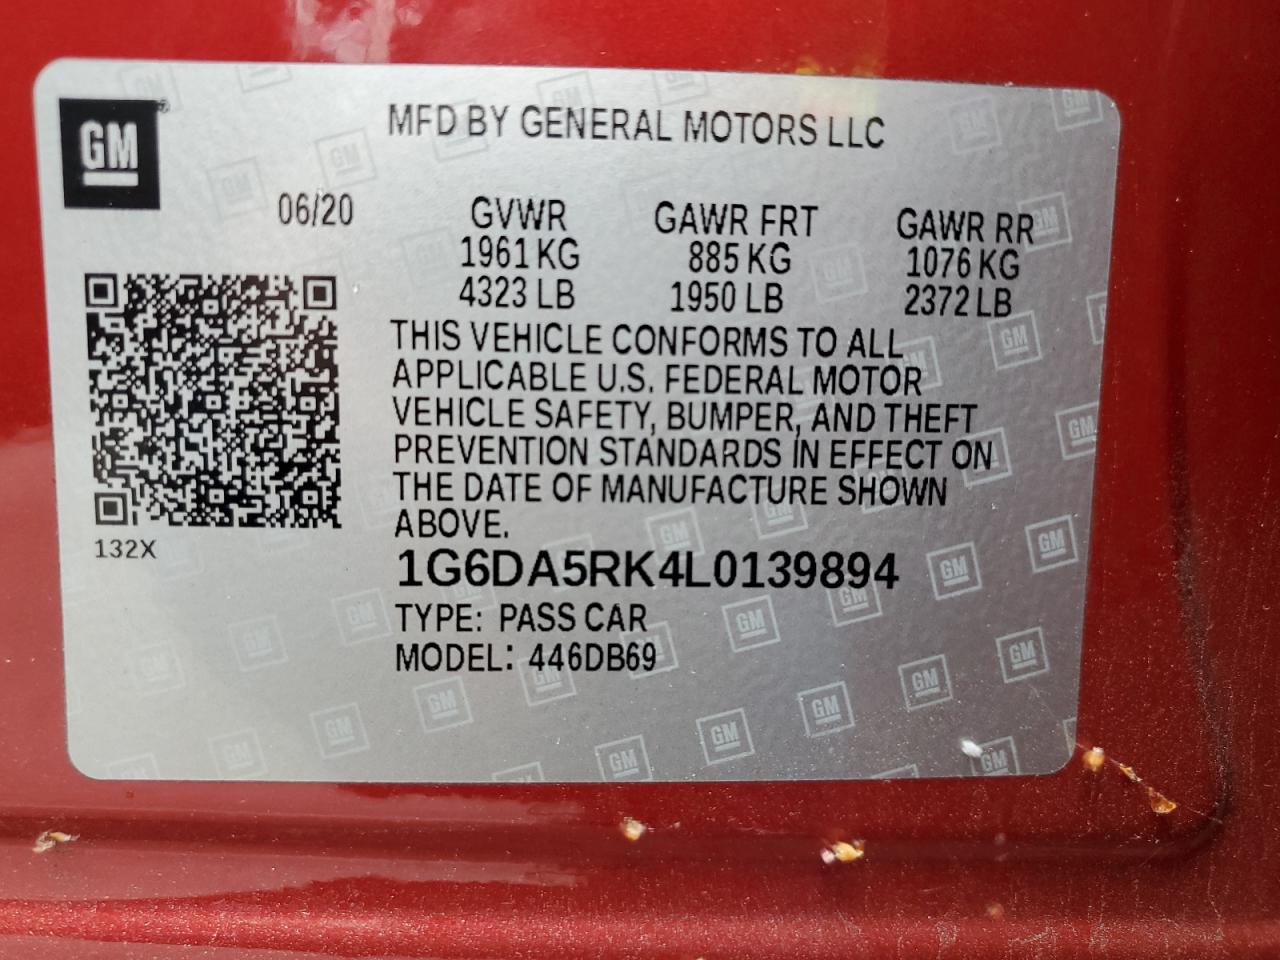 GM
MFD BY GENERAL MOTORS LLC
06/20
GVWR GAWR FRT GAWR RR
1961 KG 885 KG 1076 KG
4323 LB 1950 LB 2372 LB
THIS VEHICLE CONFORMS TO ALL
APPLICABLE U.S. FEDERAL MOTOR
VEHICLE SAFETY, BUMPER, AND THEFT
PREVENTION STANDARDS IN EFFECT ON
THE DATE OF MANUFACTURE SHOWN
ABOVE.
132X
1G6DA5RK4L0139894
TYPE: PASS CAR
MODEL: 446DB69